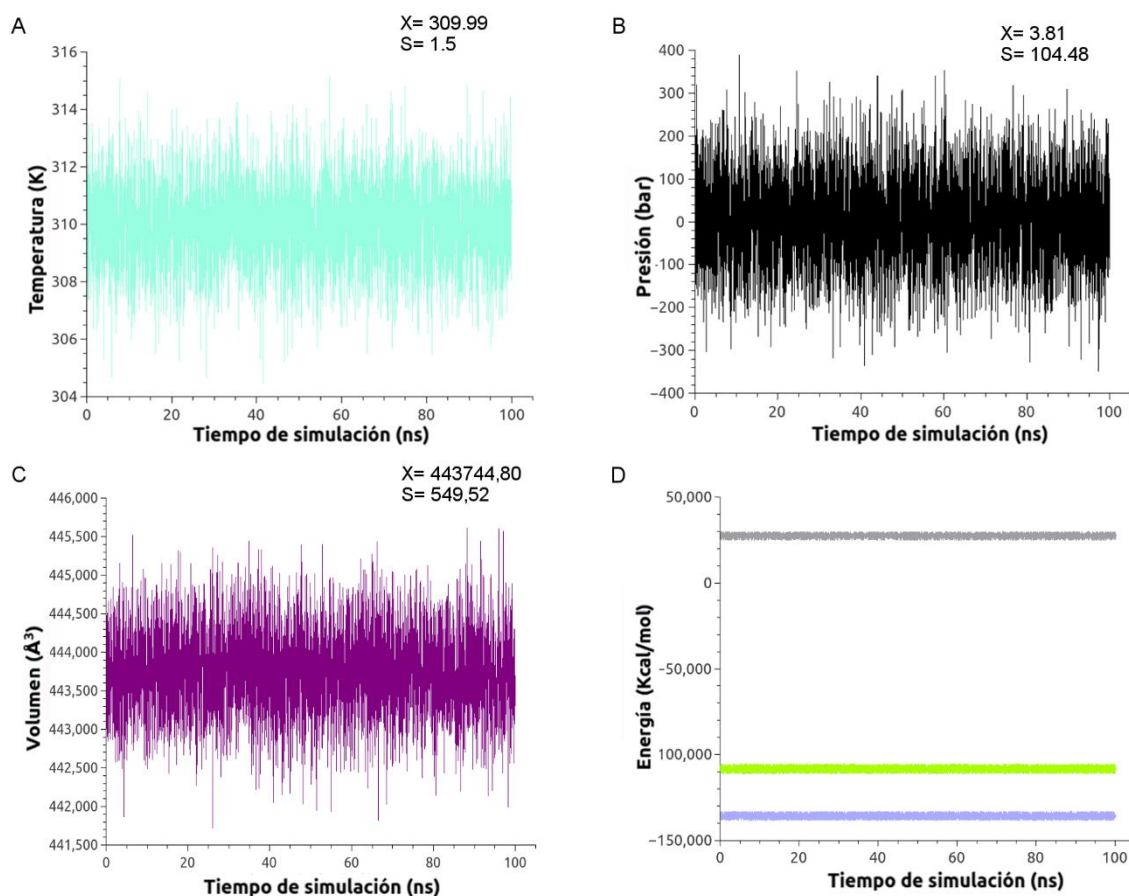 A
X= 309.99
S= 1.5
Temperatura (K)
316
314
312
310
308
306
304
0 20 40 60 80 100
Tiempo de simulación (ns)
B
X= 3.81
S= 104.48
Presión (bar)
400
300
200
100
0
−100
−200
−300
−400
0 20 40 60 80 100
Tiempo de simulación (ns)
C
X= 443744,80
S= 549,52
Volumen (Å³)
446,000
445,500
445,000
444,500
444,000
443,500
443,000
442,500
442,000
441,500
0 20 40 60 80 100
Tiempo de simulación (ns)
D
Energía (Kcal/mol)
50,000
0
−50,000
100,000
−150,000
0 20 40 60 80 100
Tiempo de simulación (ns)